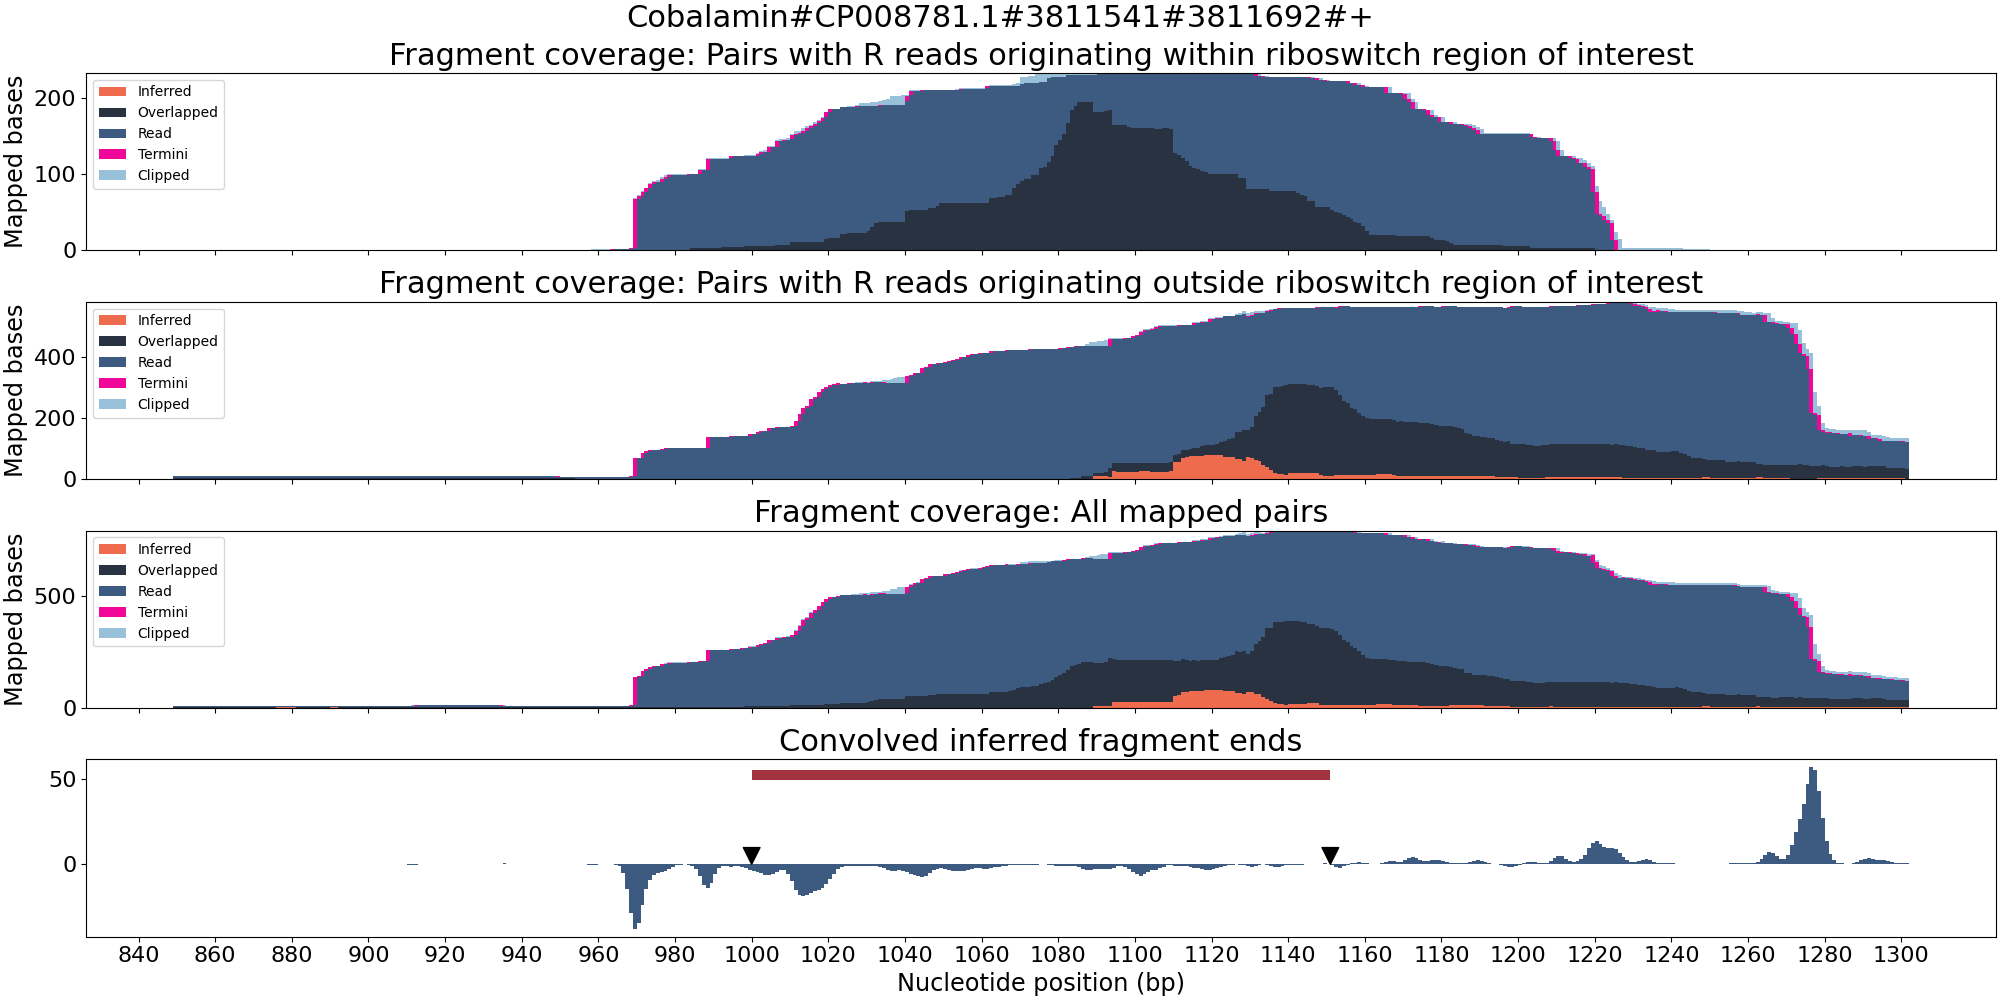 Cobalamin#CP008781.1#3811541#3811692#+
Fragment coverage: Pairs with R reads originating within riboswitch region of interest
Mapped bases
200
100
0
Inferred
Overlapped
Read
Termini
Clipped
Fragment coverage: Pairs with R reads originating outside riboswitch region of interest
Mapped bases
400
200
0
Inferred
Overlapped
Read
Termini
Clipped
Fragment coverage: All mapped pairs
Mapped bases
500
0
Inferred
Overlapped
Read
Termini
Clipped
Convolved inferred fragment ends
50
0
840 860 880 900 920 940 960 980 1000 1020 1040 1060 1080 1100 1120 1140 1160 1180 1200 1220 1240 1260 1280 1300
Nucleotide position (bp)